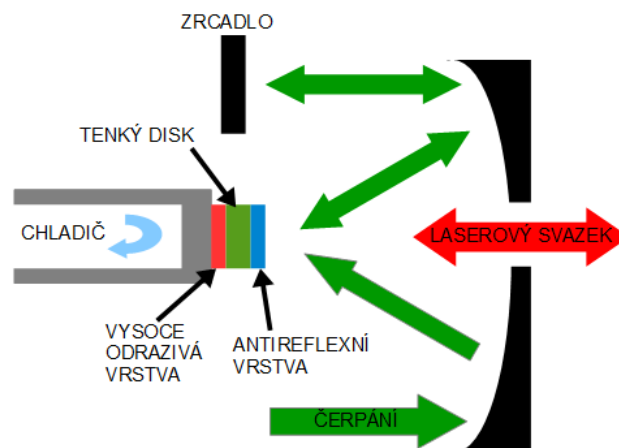 ZRCADLO
TENKÝ DISK
CHLADIČ
LASEROVÝ SVAZEK
VYSOCE
ODRAZIVÁ
VRSTVA
ANTIREFLEXNÍ
VRSTVA
ČERPÁNÍ